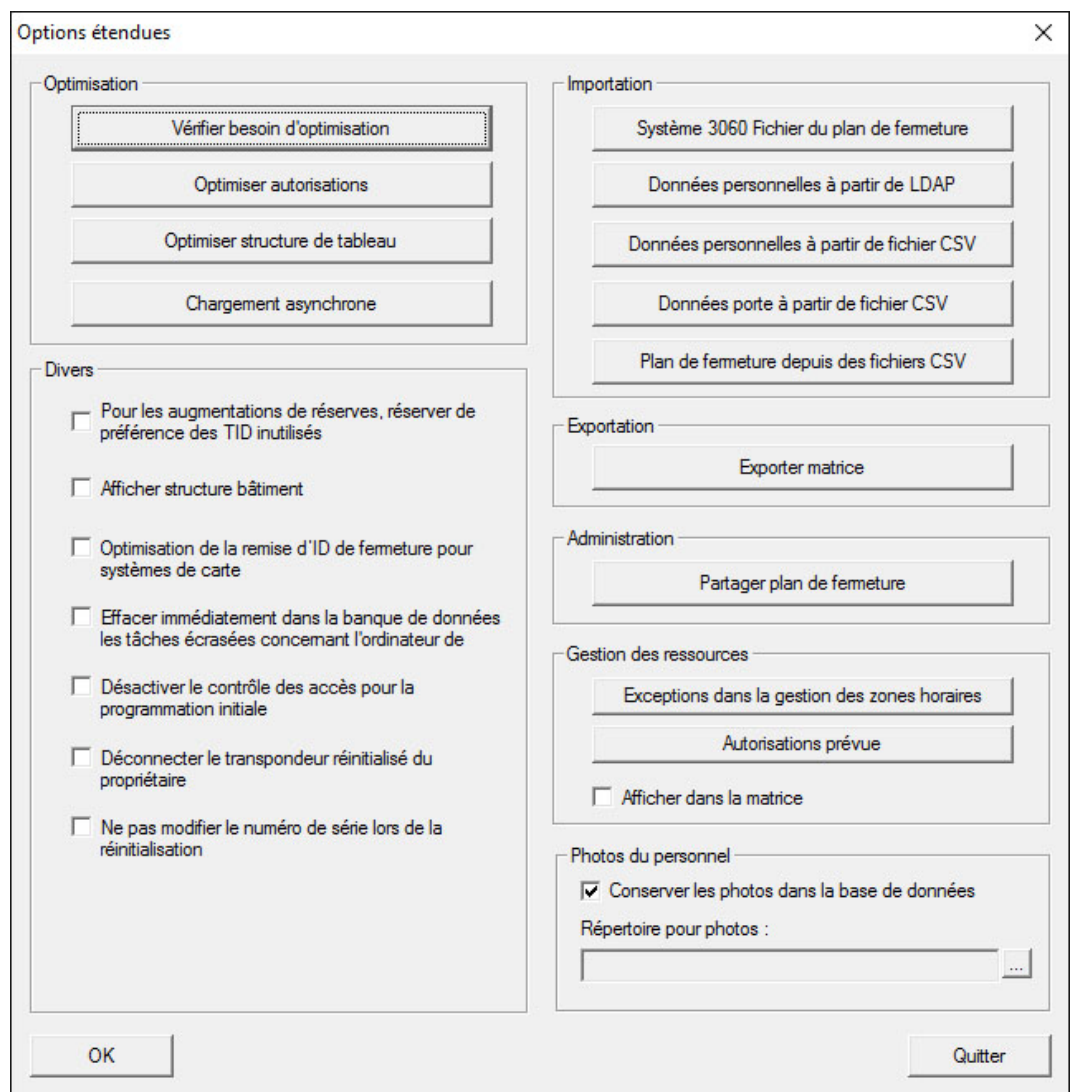 Options étendues
Optimisation
Vérifier besoin d'optimisation
Optimiser autorisations
Optimiser structure de tableau
Chargement asynchrone
Divers
Pour les augmentations de réserves, réserver de
préférence des TID inutilisés
Afficher structure bâtiment
Optimisation de la remise d'ID de fermeture pour
systèmes de carte
Effacer immédiatement dans la banque de données
les tâches écrasées concernant l'ordinateur de
Désactiver le contrôle des accès pour la
programmation initiale
Déconnecter le transpondeur réinitialisé du
propriétaire
Ne pas modifier le numéro de série lors de la
réinitialisation
Importation
Système 3060 Fichier du plan de fermeture
Données personnelles à partir de LDAP
Données personnelles à partir de fichier CSV
Données porte à partir de fichier CSV
Plan de fermeture depuis des fichiers CSV
Exportation
Exporter matrice
Administration
Partager plan de fermeture
Gestion des ressources
Exceptions dans la gestion des zones horaires
Autorisations prévue
Afficher dans la matrice
Photos du personnel
Conserver les photos dans la base de données
Répertoire pour photos :
...
OK
Quitter